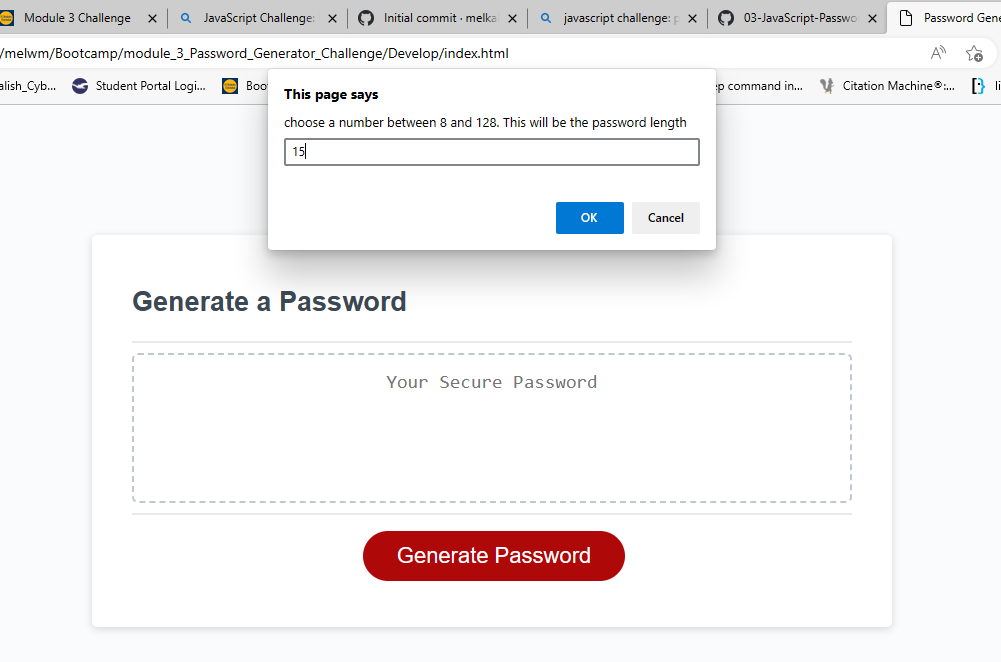 Module 3 Challenge
JavaScript Challenge:
Initial commit · melka
javascript challenge: p
03-JavaScript-Passwo
Password Gene
/melwm/Bootcamp/module_3_Password_Generator_Challenge/Develop/index.html
alish_Cyb...
Student Portal Logi...
Boo
ep command in...
Citation Machine®:...
li
This page says
choose a number between 8 and 128. This will be the password length
15
OK
Cancel
Generate a Password
Your Secure Password
Generate Password